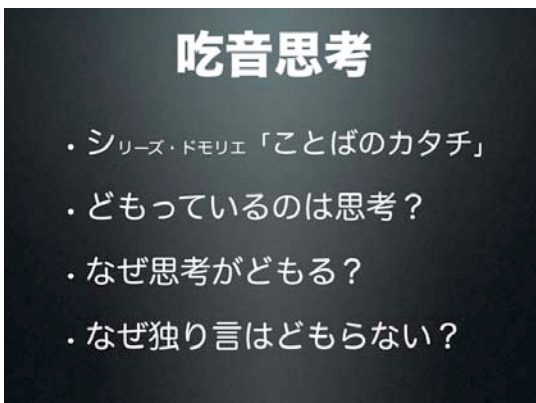 吃音思考
・シリーズ・ドモリエ「ことばのカタチ」
・どもっているのは思考？
・なぜ思考がどもる？
・なぜ独り言はどもらない？